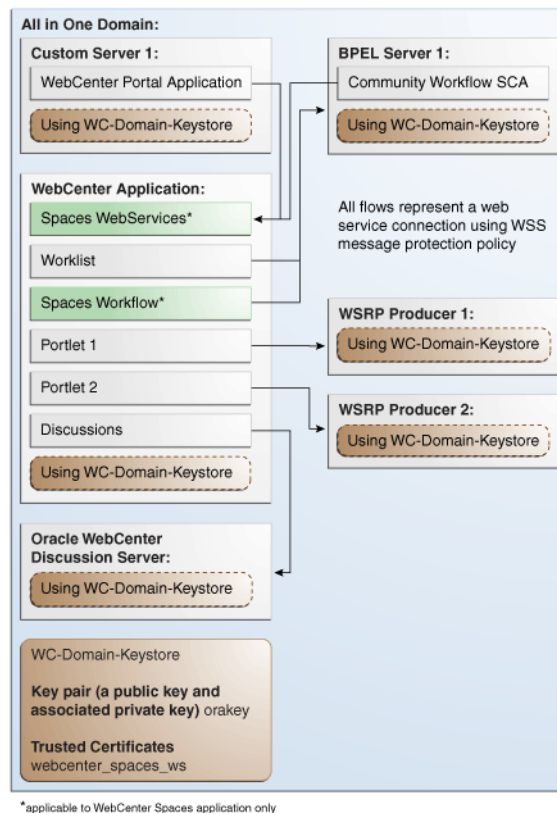 All in One Domain:
Custom Server 1:
WebCenter Portal Application
Using WC-Domain-Keystore
BPEL Server 1:
Community Workflow SCA
Using WC-Domain-Keystore
WebCenter Application:
Spaces WebServices*
Worklist
Spaces Workflow*
Portlet 1
Portlet 2
Discussions
Using WC-Domain-Keystore
All flows represent a web
service connection using WSS
message protection policy
WSRP Producer 1:
Using WC-Domain-Keystore
WSRP Producer 2:
Using WC-Domain-Keystore
Oracle WebCenter
Discussion Server:
Using WC-Domain-Keystore
WC-Domain-Keystore
Key pair (a public key and
associated private key) orakey
Trusted Certificates
webcenter_spaces_ws
*applicable to WebCenter Spaces application only